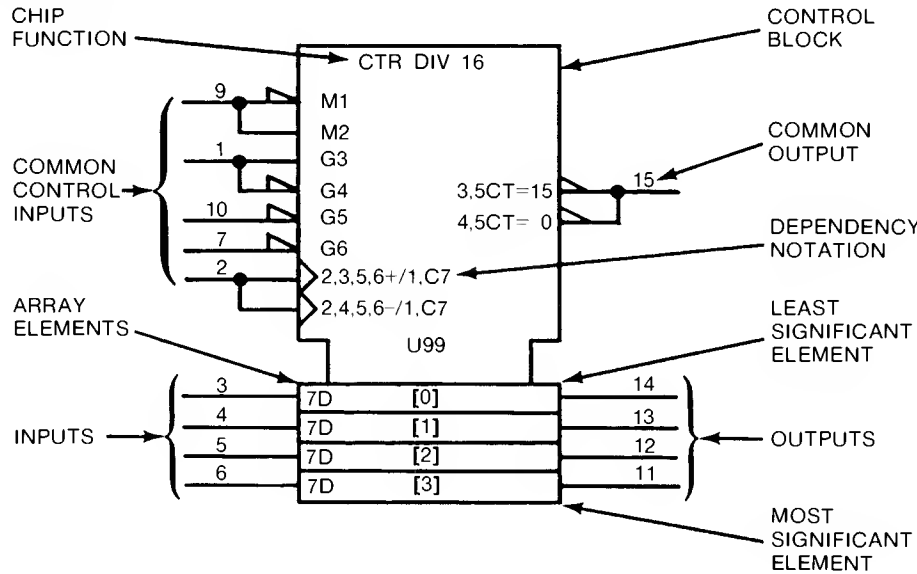 CHIP
FUNCTION
CTR DIV 16
CONTROL
BLOCK
9
M1
M2
1
G3
G4
10
G5
7
G6
2
2,3,5,6+/1,C7
2,4,5,6−/1,C7
COMMON
CONTROL
INPUTS
3,5CT=15
4,5CT= 0
15
COMMON
OUTPUT
DEPENDENCY
NOTATION
U99
ARRAY
ELEMENTS
LEAST
SIGNIFICANT
ELEMENT
INPUTS
3 7D [0] 14
4 7D [1] 13
5 7D [2] 12
6 7D [3] 11
OUTPUTS
MOST
SIGNIFICANT
ELEMENT